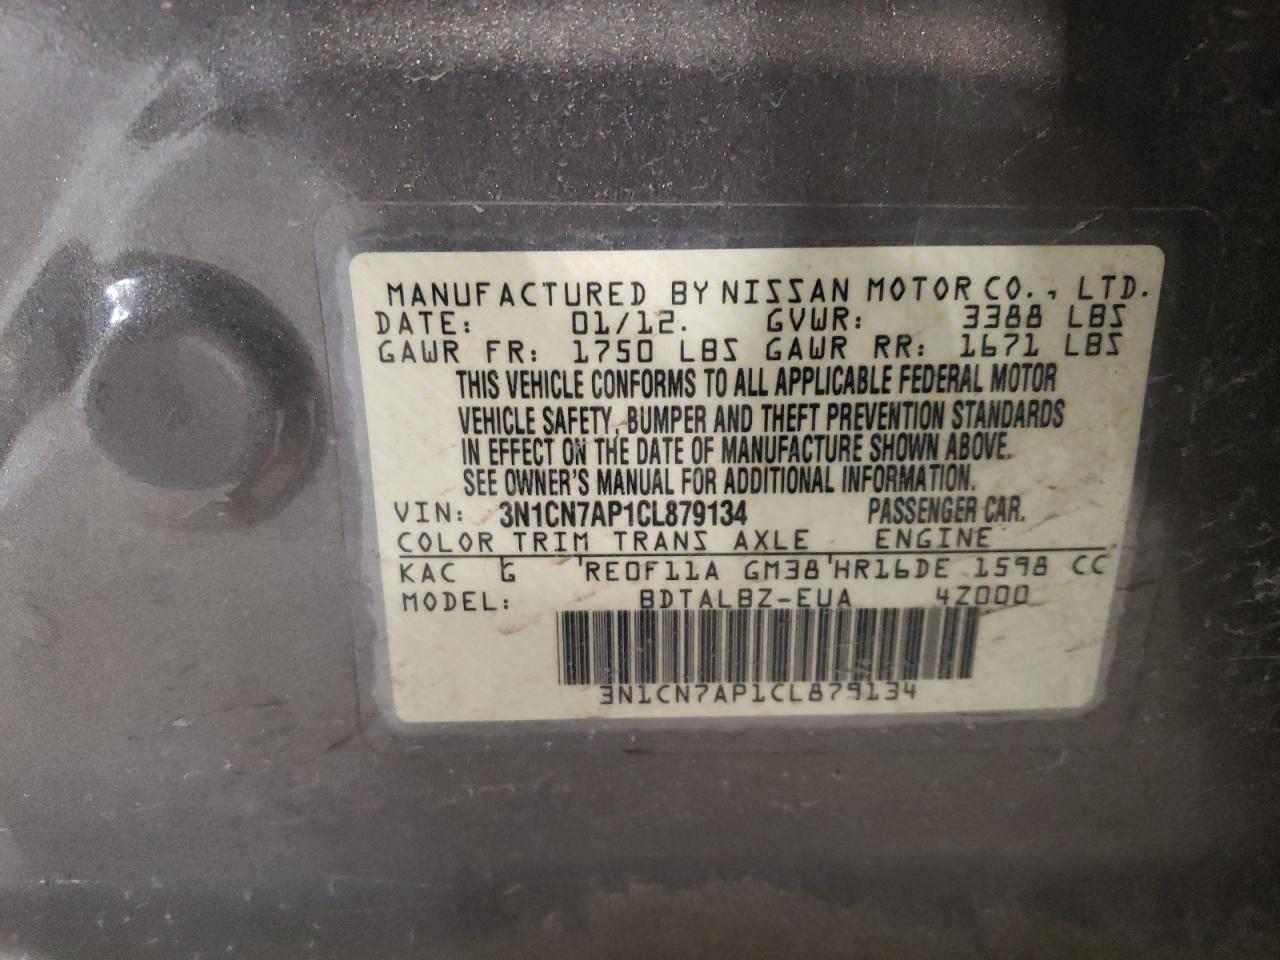 MANUFACTURED BY NISSAN MOTOR CO., LTD.
DATE: 01/12. GVWR: 3388 LBS
GAWR FR: 1750 LBS GAWR RR: 1671 LBS
THIS VEHICLE CONFORMS TO ALL APPLICABLE FEDERAL MOTOR
VEHICLE SAFETY, BUMPER AND THEFT PREVENTION STANDARDS
IN EFFECT ON THE DATE OF MANUFACTURE SHOWN ABOVE.
SEE OWNER'S MANUAL FOR ADDITIONAL INFORMATION.
VIN: 3N1CN7AP1CL879134 PASSENGER CAR.
COLOR TRIM TRANS AXLE ENGINE
KAC G RE0F11A GM38 HR16DE 1598 CC
MODEL: BDTALBZ-EUA 4Z000
3N1CN7AP1CL879134